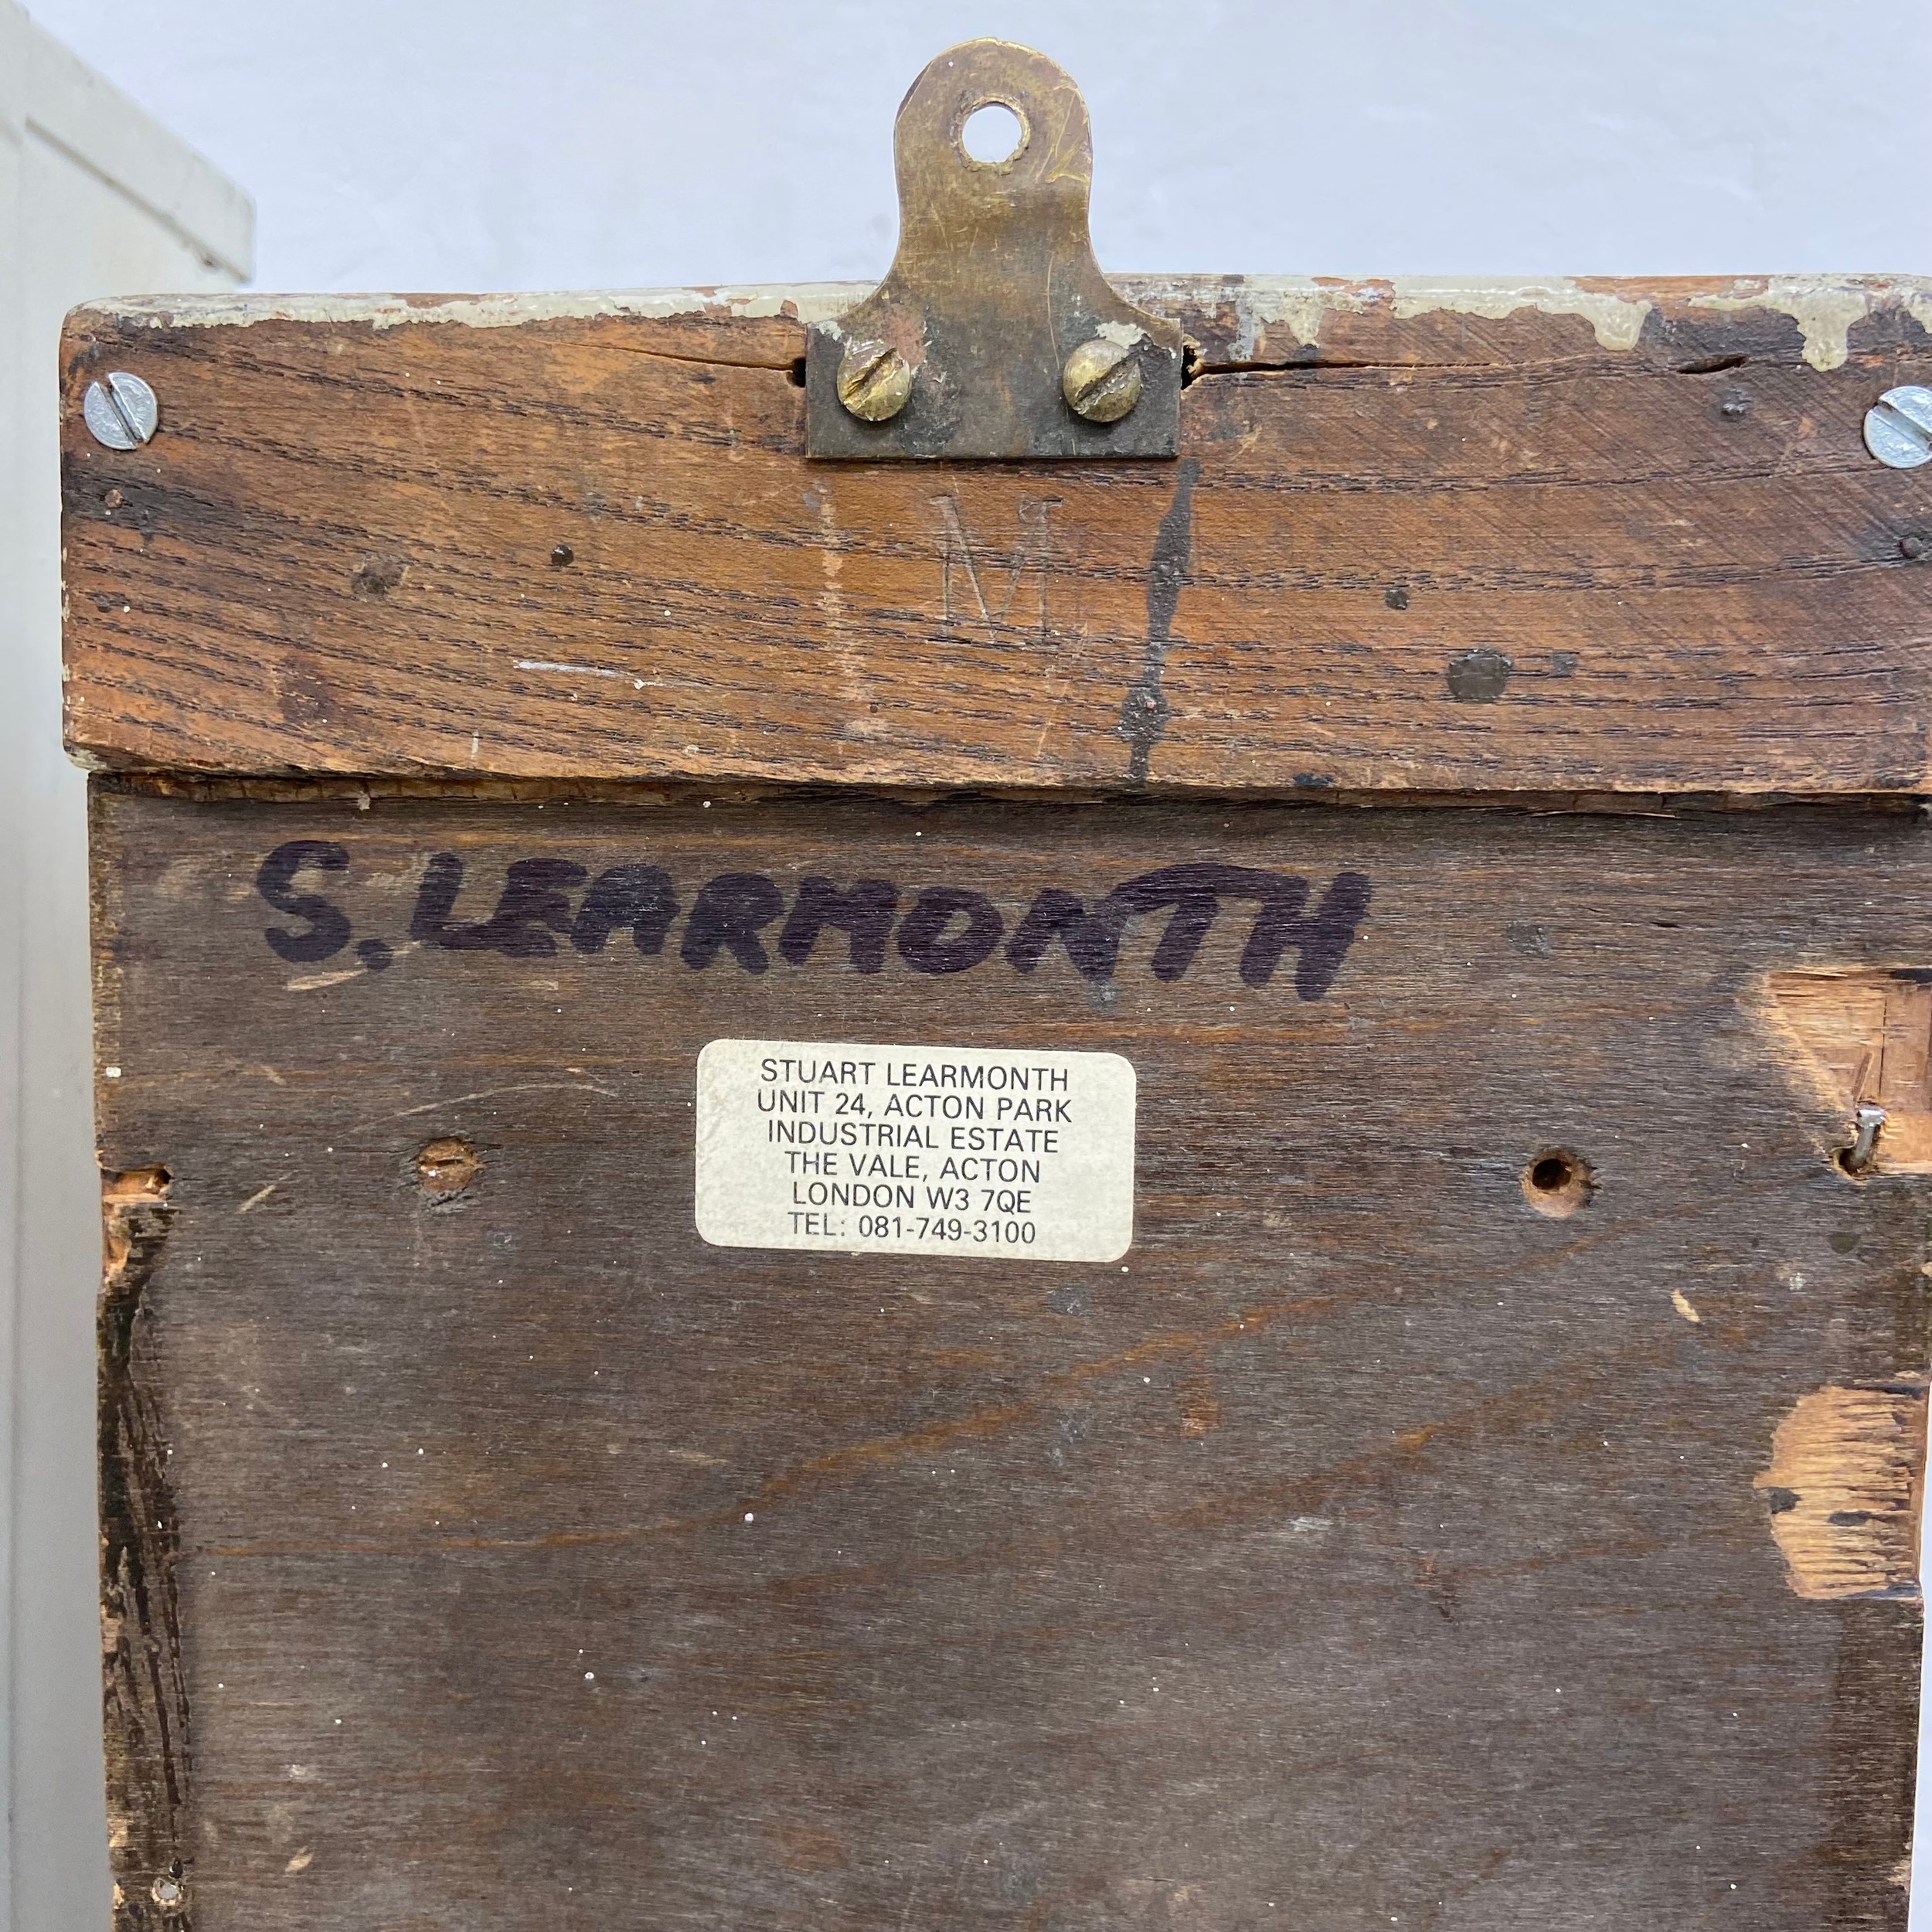 M
S. LEARMONTH
STUART LEARMONTH
UNIT 24, ACTON PARK
INDUSTRIAL ESTATE
THE VALE, ACTON
LONDON W3 7QE
TEL: 081-749-3100